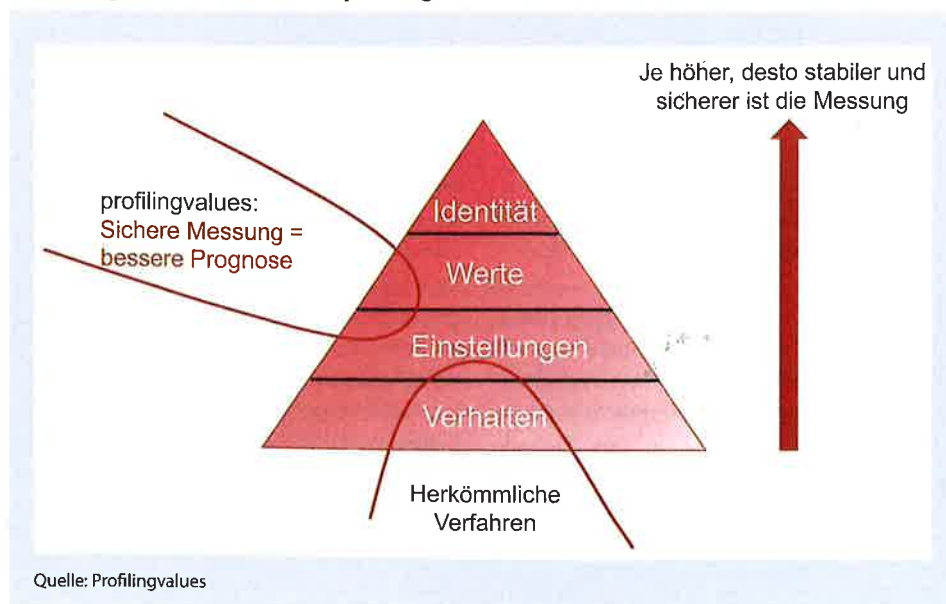 Je höher, desto stabiler und
sicherer ist die Messung
profilingvalues:
Sichere Messung =
bessere Prognose
Identität
Werte
Einstellungen
Verhalten
Herkömmliche
Verfahren
Quelle: Profilingvalues